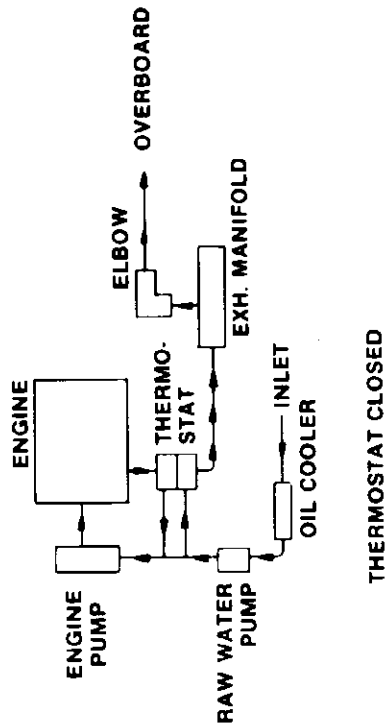 ENGINE
ENGINE
PUMP
THERMO-
STAT
ELBOW
OVERBOARD
EXH. MANIFOLD
RAW WATER
PUMP
OIL COOLER
INLET
THERMOSTAT CLOSED